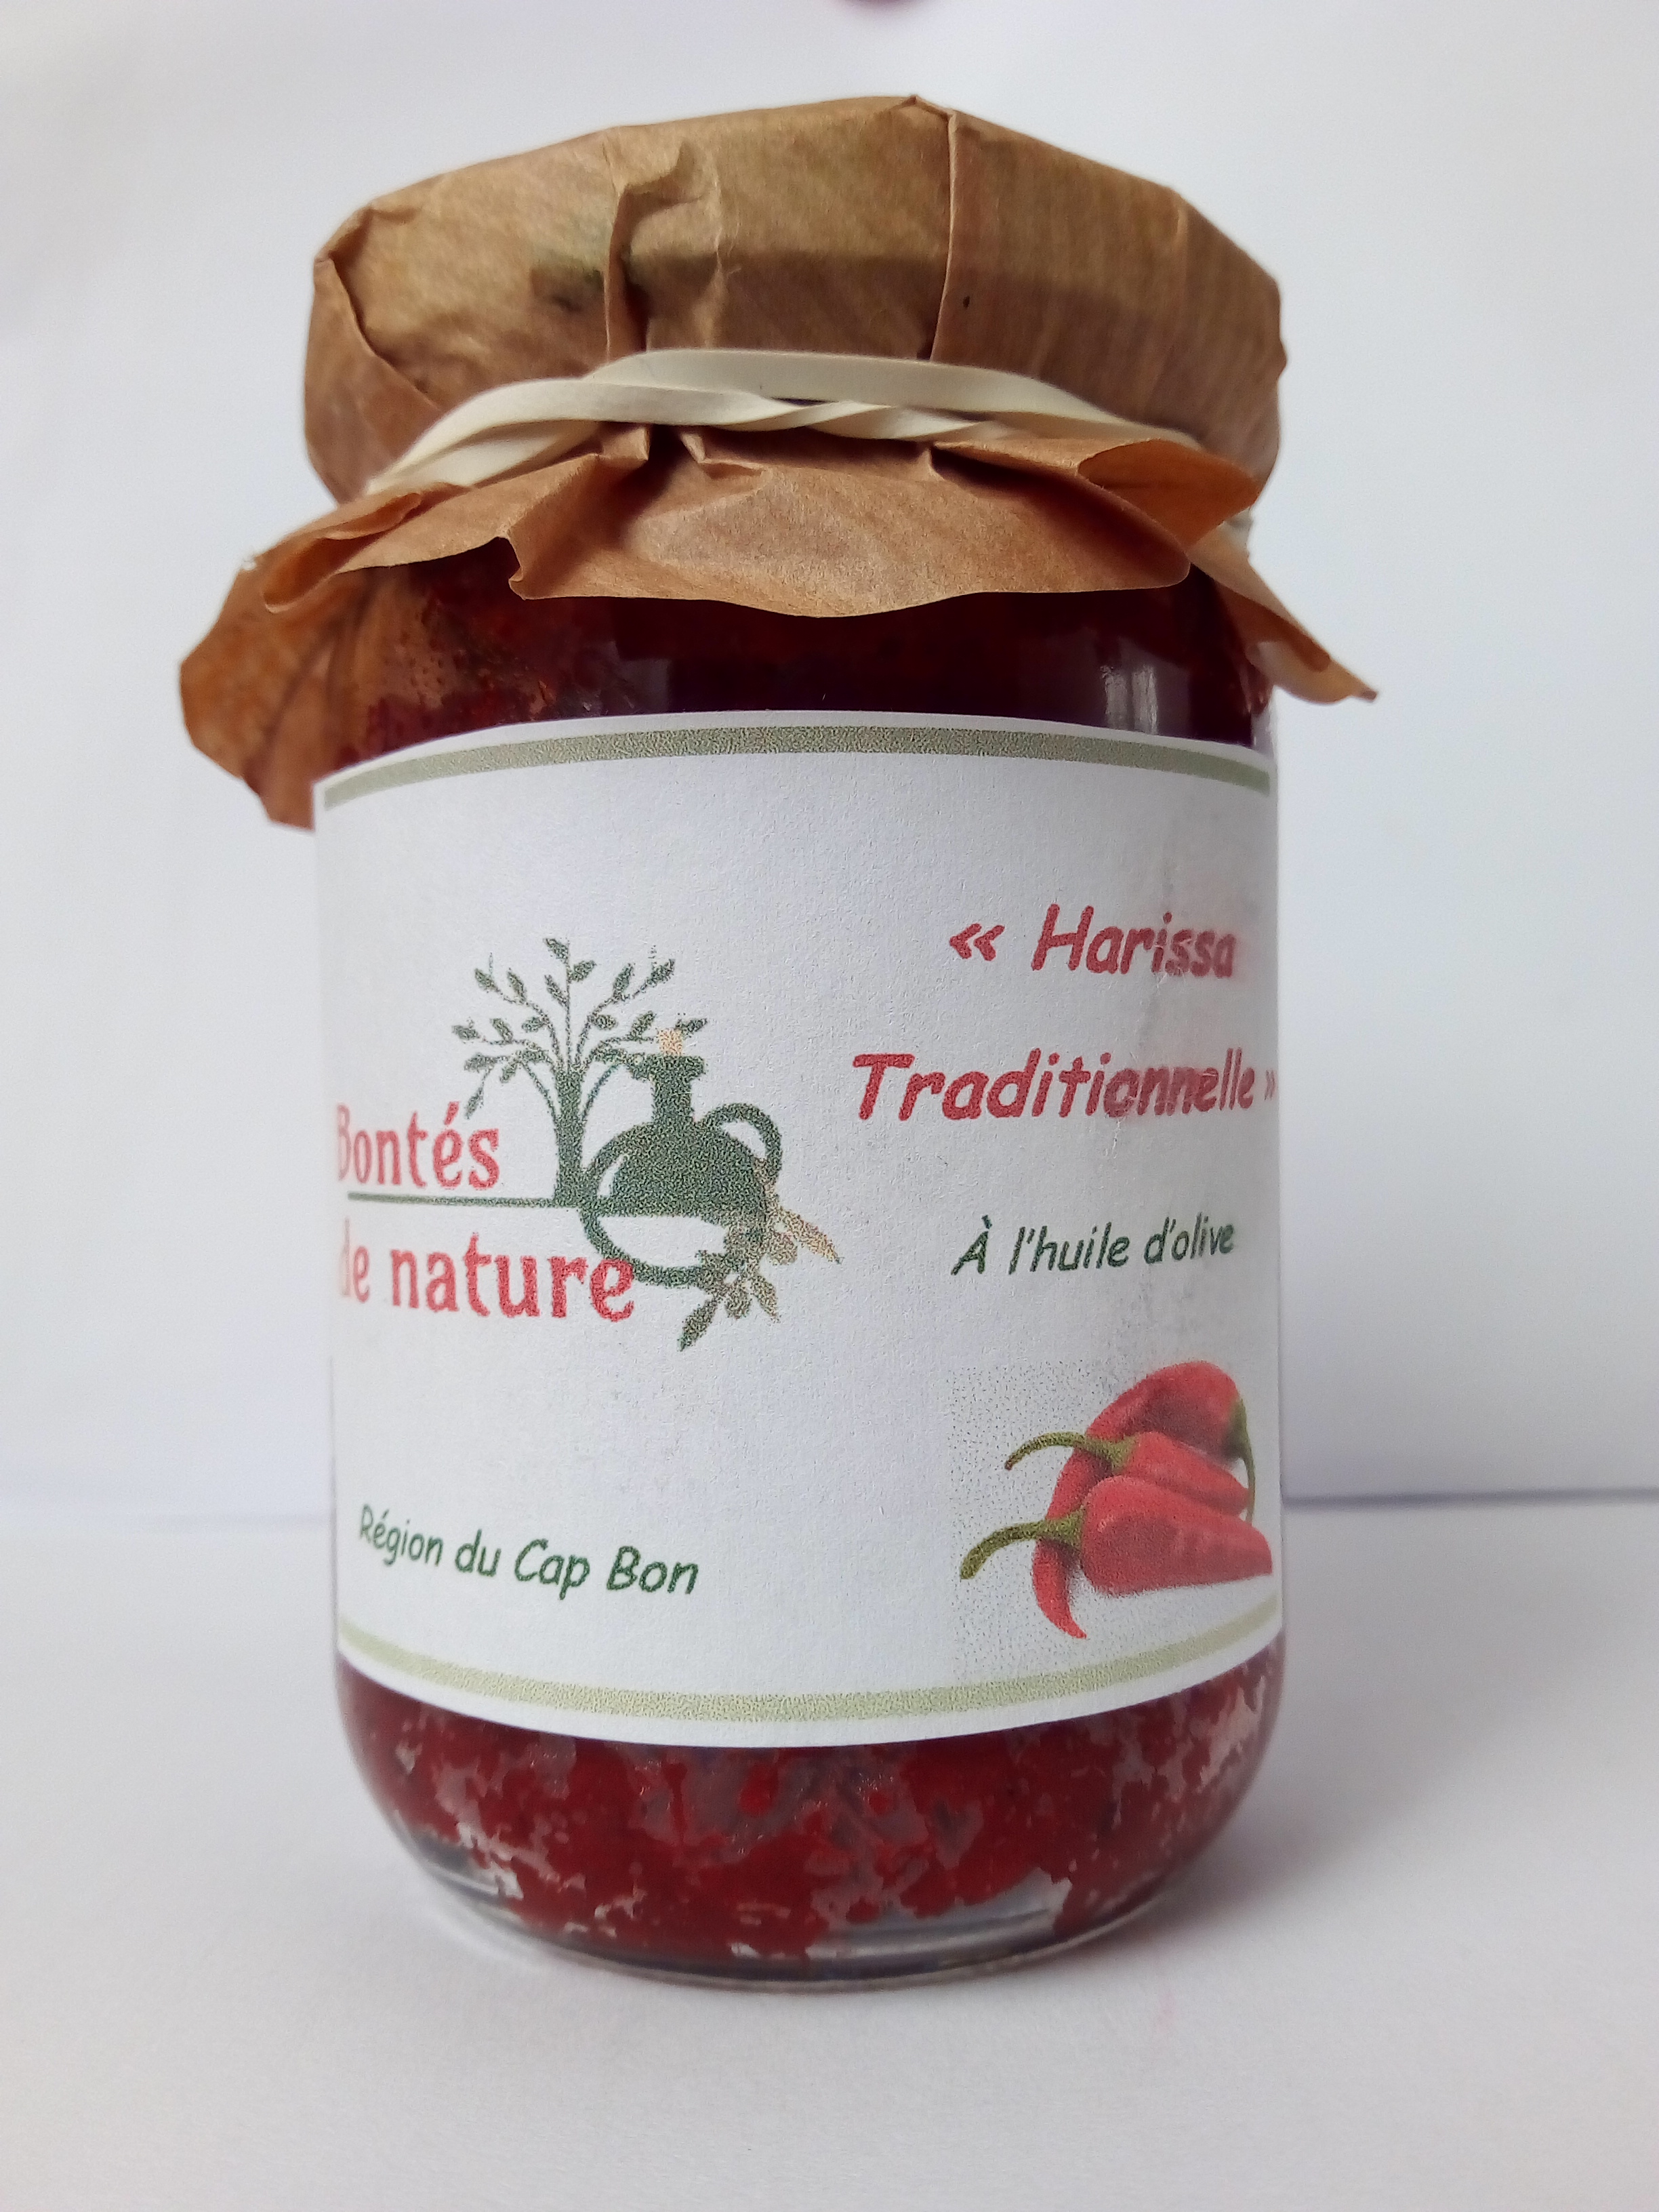 Bontés
de nature
« Harissa
Traditionnelle »
À l'huile d'olive
Région du Cap Bon